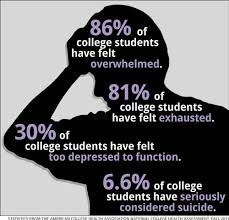 86% of
college students
have felt
overwhelmed.
81% of
college students
have felt exhausted.
30% of
college students have felt
too depressed to function.
6.6% of college
students have seriously
considered suicide.
STATISTICS FROM THE AMERICAN COLLEGE HEALTH ASSOCIATION NATIONAL COLLEGE HEALTH ASSESSMENT, FALL